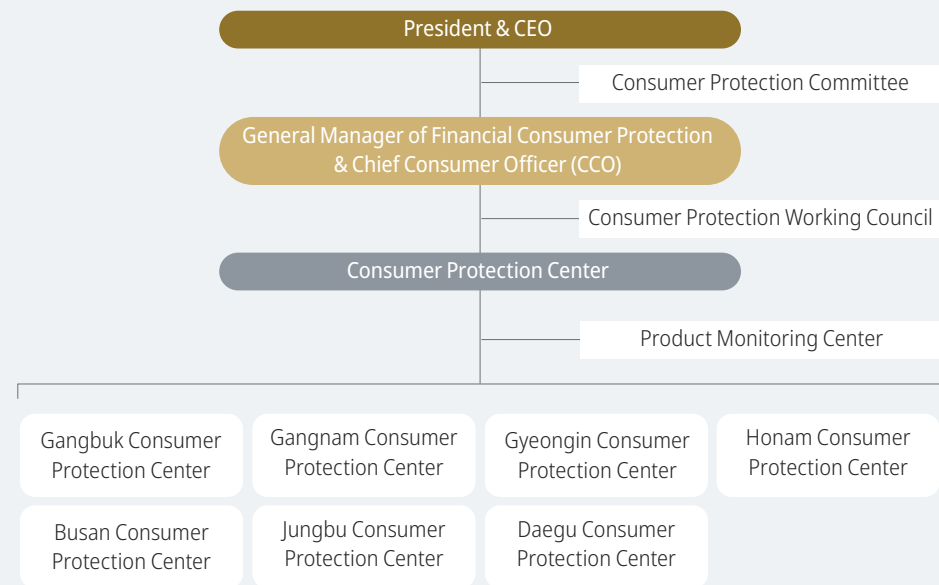 President & CEO
Consumer Protection Committee
General Manager of Financial Consumer Protection
& Chief Consumer Officer (CCO)
Consumer Protection Working Council
Consumer Protection Center
Product Monitoring Center
Gangbuk Consumer
Protection Center
Gangnam Consumer
Protection Center
Gyeongin Consumer
Protection Center
Honam Consumer
Protection Center
Busan Consumer
Protection Center
Jungbu Consumer
Protection Center
Daegu Consumer
Protection Center